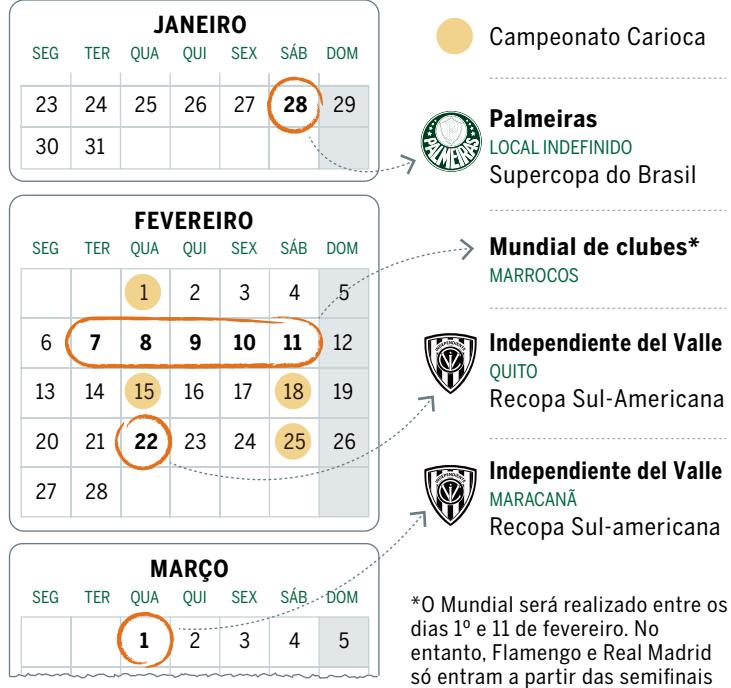 JANEIRO
SEG TER QUA QUI SEX SÁB DOM
23 24 25 26 27 28 29
30 31
FEVEREIRO
SEG TER QUA QUI SEX SÁB DOM
1 2 3 4 5
6 7 8 9 10 11 12
13 14 15 16 17 18 19
20 21 22 23 24 25 26
27 28
MARÇO
SEG TER QUA QUI SEX SÁB DOM
1 2 3 4 5
Campeonato Carioca
PALMEIRAS
Palmeiras
LOCAL INDEFINIDO
Supercopa do Brasil
Mundial de clubes*
MARROCOS
INDEPENDIENTE
Independiente del Valle
QUITO
Recopa Sul-Americana
INDEPENDIENTE
Independiente del Valle
MARACANÃ
Recopa Sul-americana
*O Mundial será realizado entre os
dias 1º e 11 de fevereiro. No
entanto, Flamengo e Real Madrid
só entram a partir das semifinais